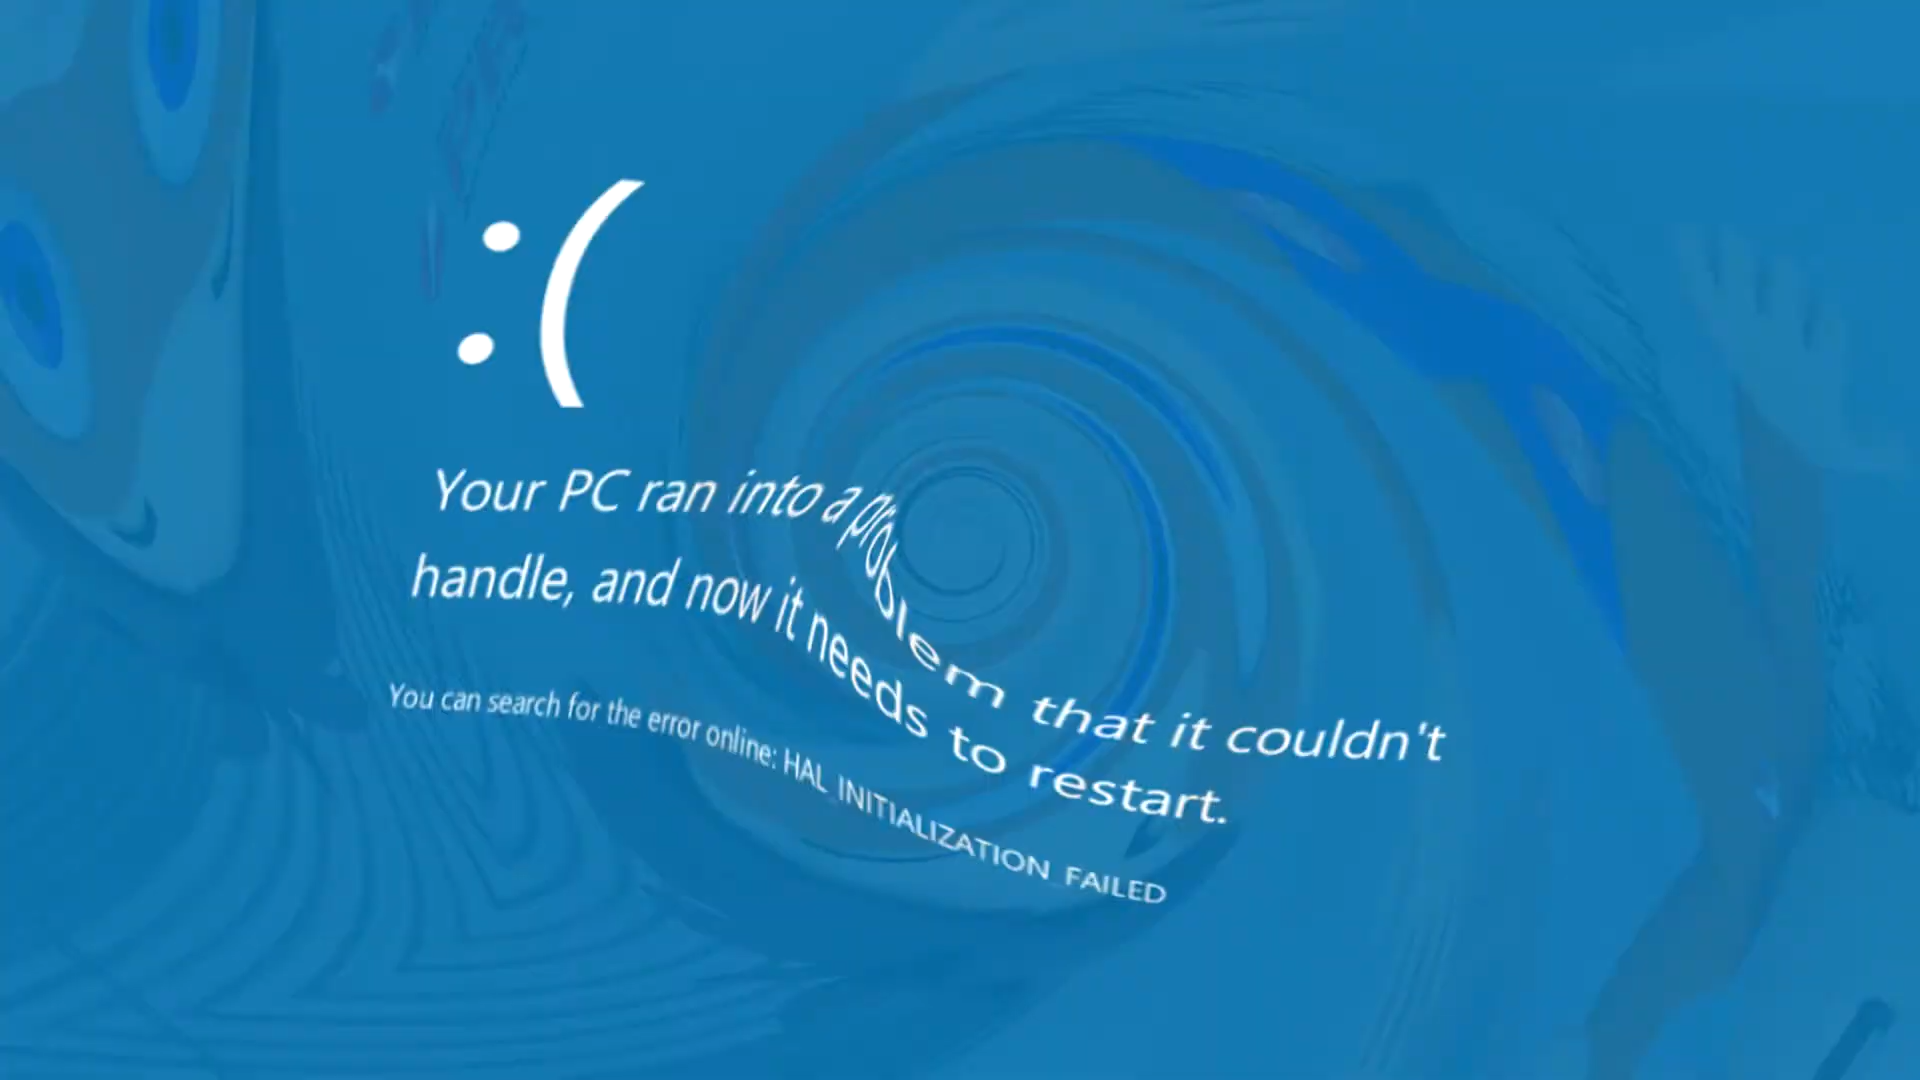 :(
Your PC ran into a problem that it couldn't
handle, and now it needs to restart.
You can search for the error online: HAL INITIALIZATION FAILED